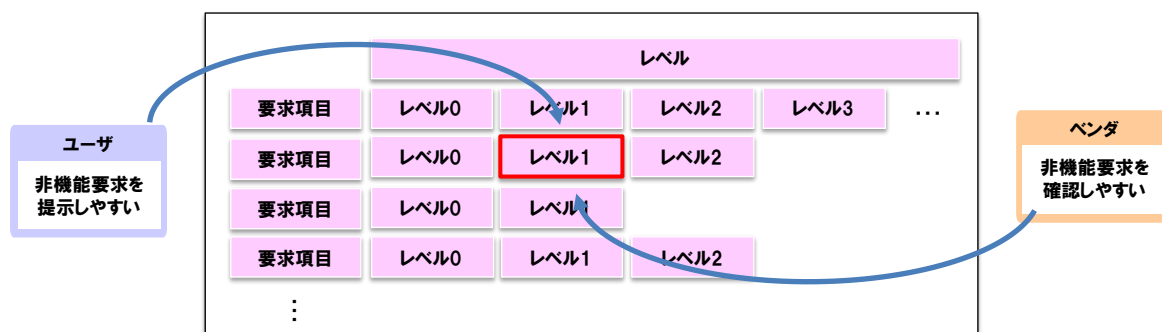 レベル
要求項目 レベル0 レベル1 レベル2 レベル3 …
要求項目 レベル0 レベル1 レベル2
要求項目 レベル0 レベル1
要求項目 レベル0 レベル1 レベル2
⋮
ユーザ
非機能要求を
提示しやすい
ベンダ
非機能要求を
確認しやすい